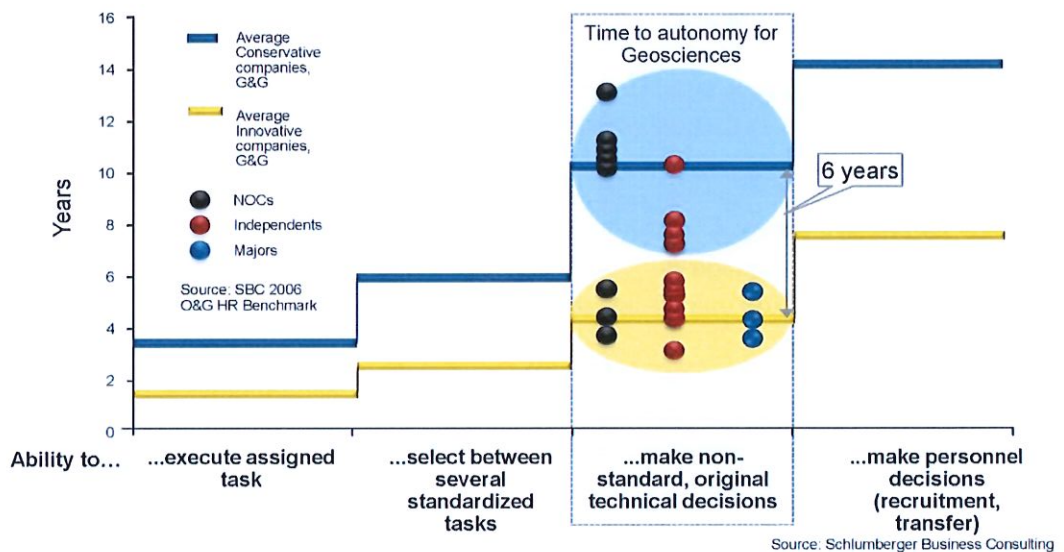 16
14
12
10
8
6
4
2
0
Years
Average
Conservative
companies,
G&G
Average
Innovative
companies,
G&G
NOCs
Independents
Majors
Source: SBC 2006
O&G HR Benchmark
Time to autonomy for
Geosciences
6 years
Ability to…
...execute assigned
task
...select between
several
standardized
tasks
...make non-
standard, original
technical decisions
...make personnel
decisions
(recruitment,
transfer)
Source: Schlumberger Business Consulting